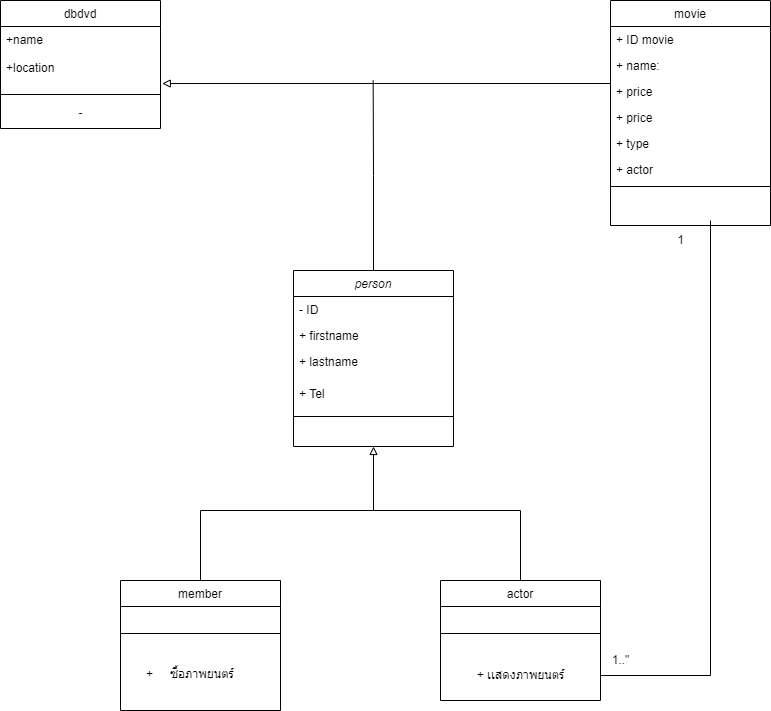 dbdvd
+name
+location
-
movie
+ ID movie
+ name:
+ price
+ price
+ type
+ actor
1
person
- ID
+ firstname
+ lastname
+ Tel
member
+ ซื้อภาพยนตร์
actor
+ แสดงภาพยนตร์
1.."